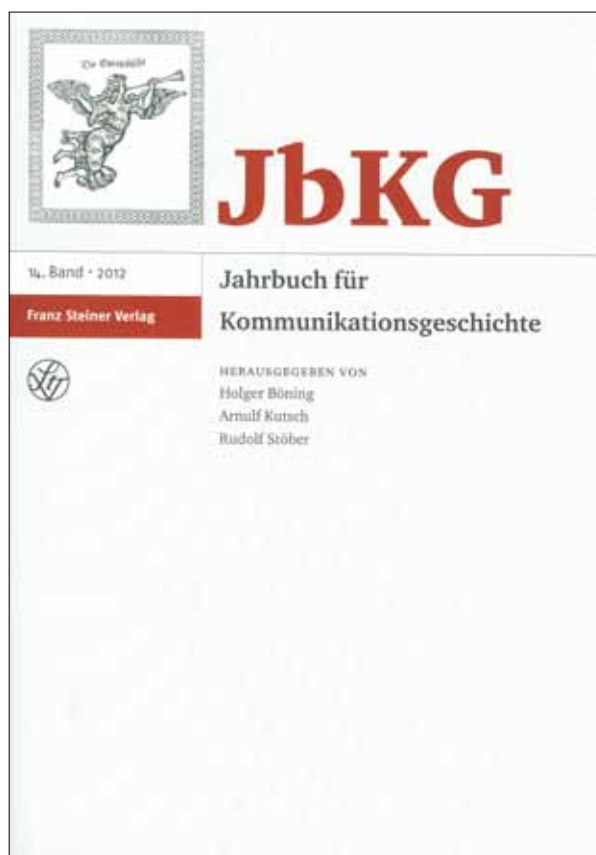 JbKG
14. Band · 2012
Franz Steiner Verlag
Jahrbuch für
Kommunikationsgeschichte
HERAUSGEGEBEN VON
Holger Böning
Arnulf Kutsch
Rudolf Stöber